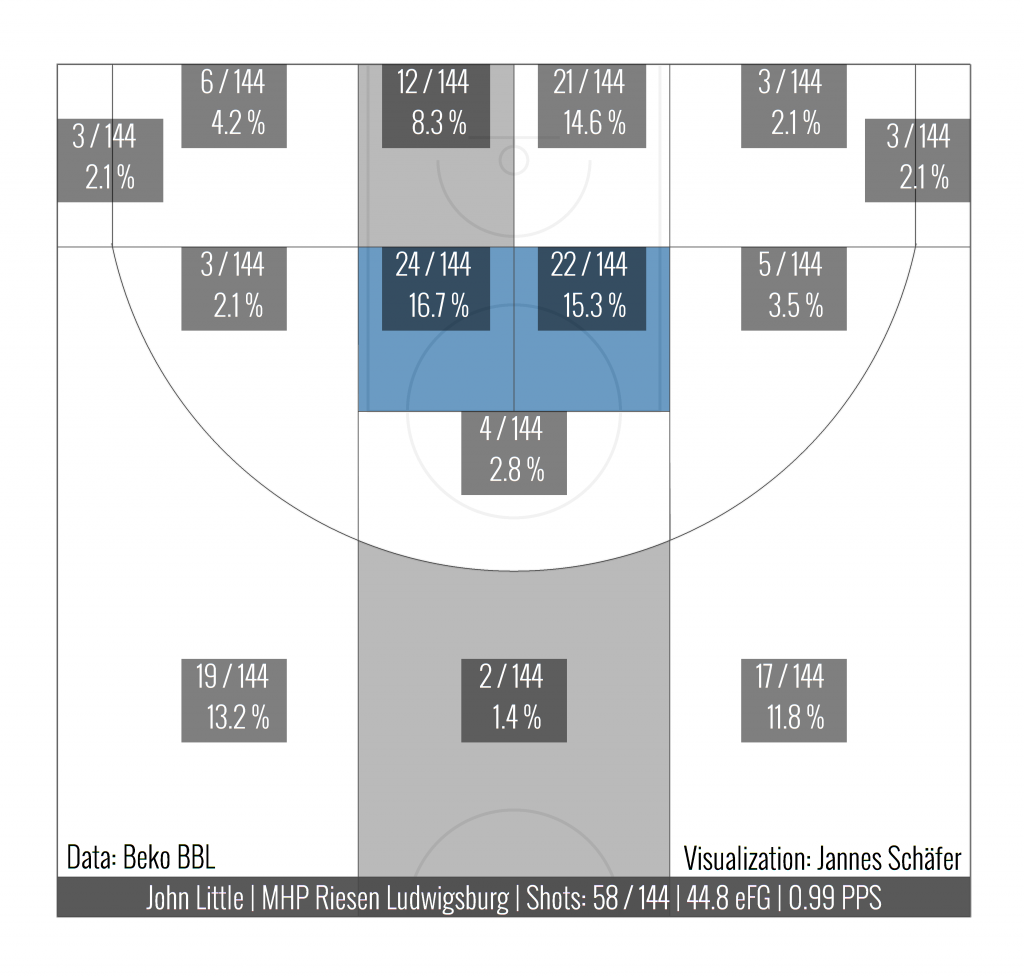 6 / 144
4.2 %
12 / 144
8.3 %
21 / 144
14.6 %
3 / 144
2.1 %
3 / 144
2.1 %
3 / 144
2.1 %
3 / 144
2.1 %
24 / 144
16.7 %
22 / 144
15.3 %
5 / 144
3.5 %
4 / 144
2.8 %
19 / 144
13.2 %
2 / 144
1.4 %
17 / 144
11.8 %
Data: Beko BBL
Visualization: Jannes Schäfer
John Little | MHP Riesen Ludwigsburg | Shots: 58 / 144 | 44.8 eFG | 0.99 PPS